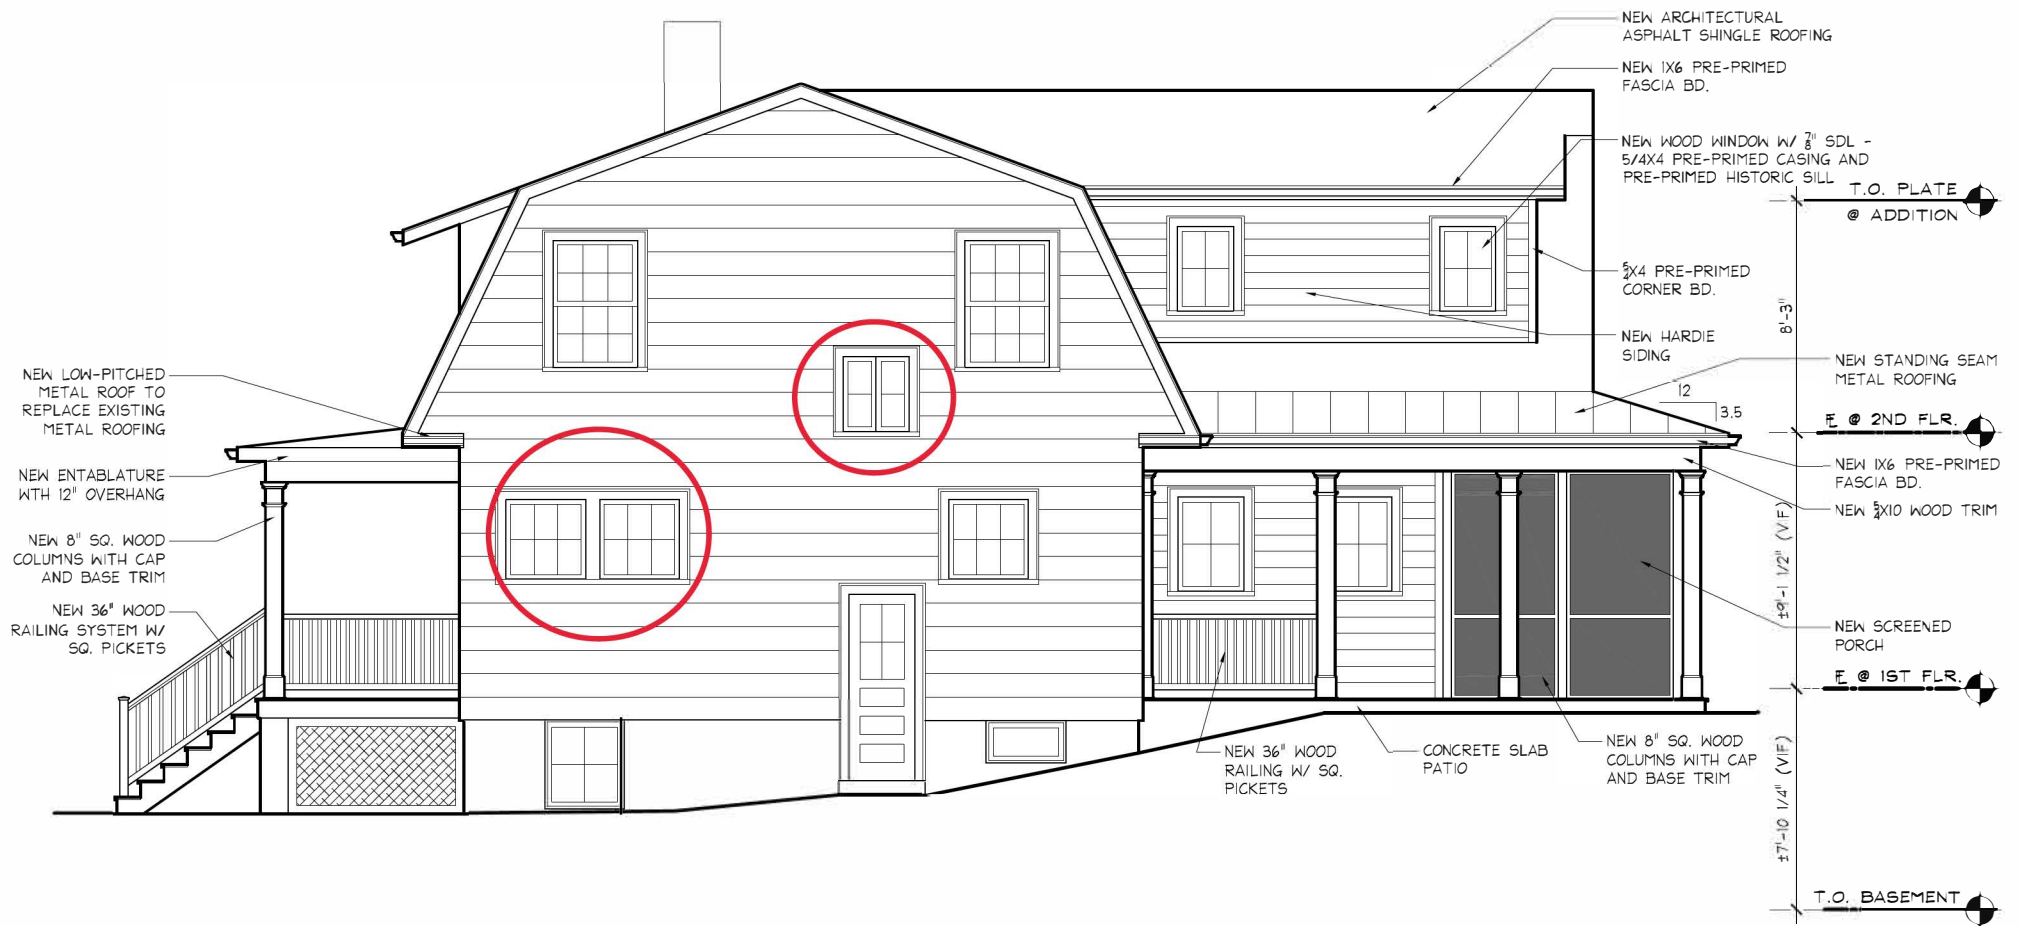 NEW ARCHITECTURAL
ASPHALT SHINGLE ROOFING
NEW 1X6 PRE-PRIMED
FASCIA BD.
NEW WOOD WINDOW W/ 7/8" SDL -
5/4X4 PRE-PRIMED CASING AND
PRE-PRIMED HISTORIC SILL
T.O. PLATE
@ ADDITION
5/4X4 PRE-PRIMED
CORNER BD.
8'-3"
NEW HARDIE
SIDING
NEW STANDING SEAM
METAL ROOFING
12
3.5
F.F. @ 2ND FLR.
NEW 1X6 PRE-PRIMED
FASCIA BD.
NEW 5/4X10 WOOD TRIM
±9'-1 1/2" (VIF)
NEW SCREENED
PORCH
F.F. @ 1ST FLR.
NEW LOW-PITCHED
METAL ROOF TO
REPLACE EXISTING
METAL ROOFING
NEW ENTABLATURE
WTH 12" OVERHANG
NEW 8" SQ. WOOD
COLUMNS WITH CAP
AND BASE TRIM
NEW 36" WOOD
RAILING SYSTEM W/
SQ. PICKETS
NEW 36" WOOD
RAILING W/ SQ.
PICKETS
CONCRETE SLAB
PATIO
NEW 8" SQ. WOOD
COLUMNS WITH CAP
AND BASE TRIM
±7'-10 1/4" (VIF)
T.O. BASEMENT